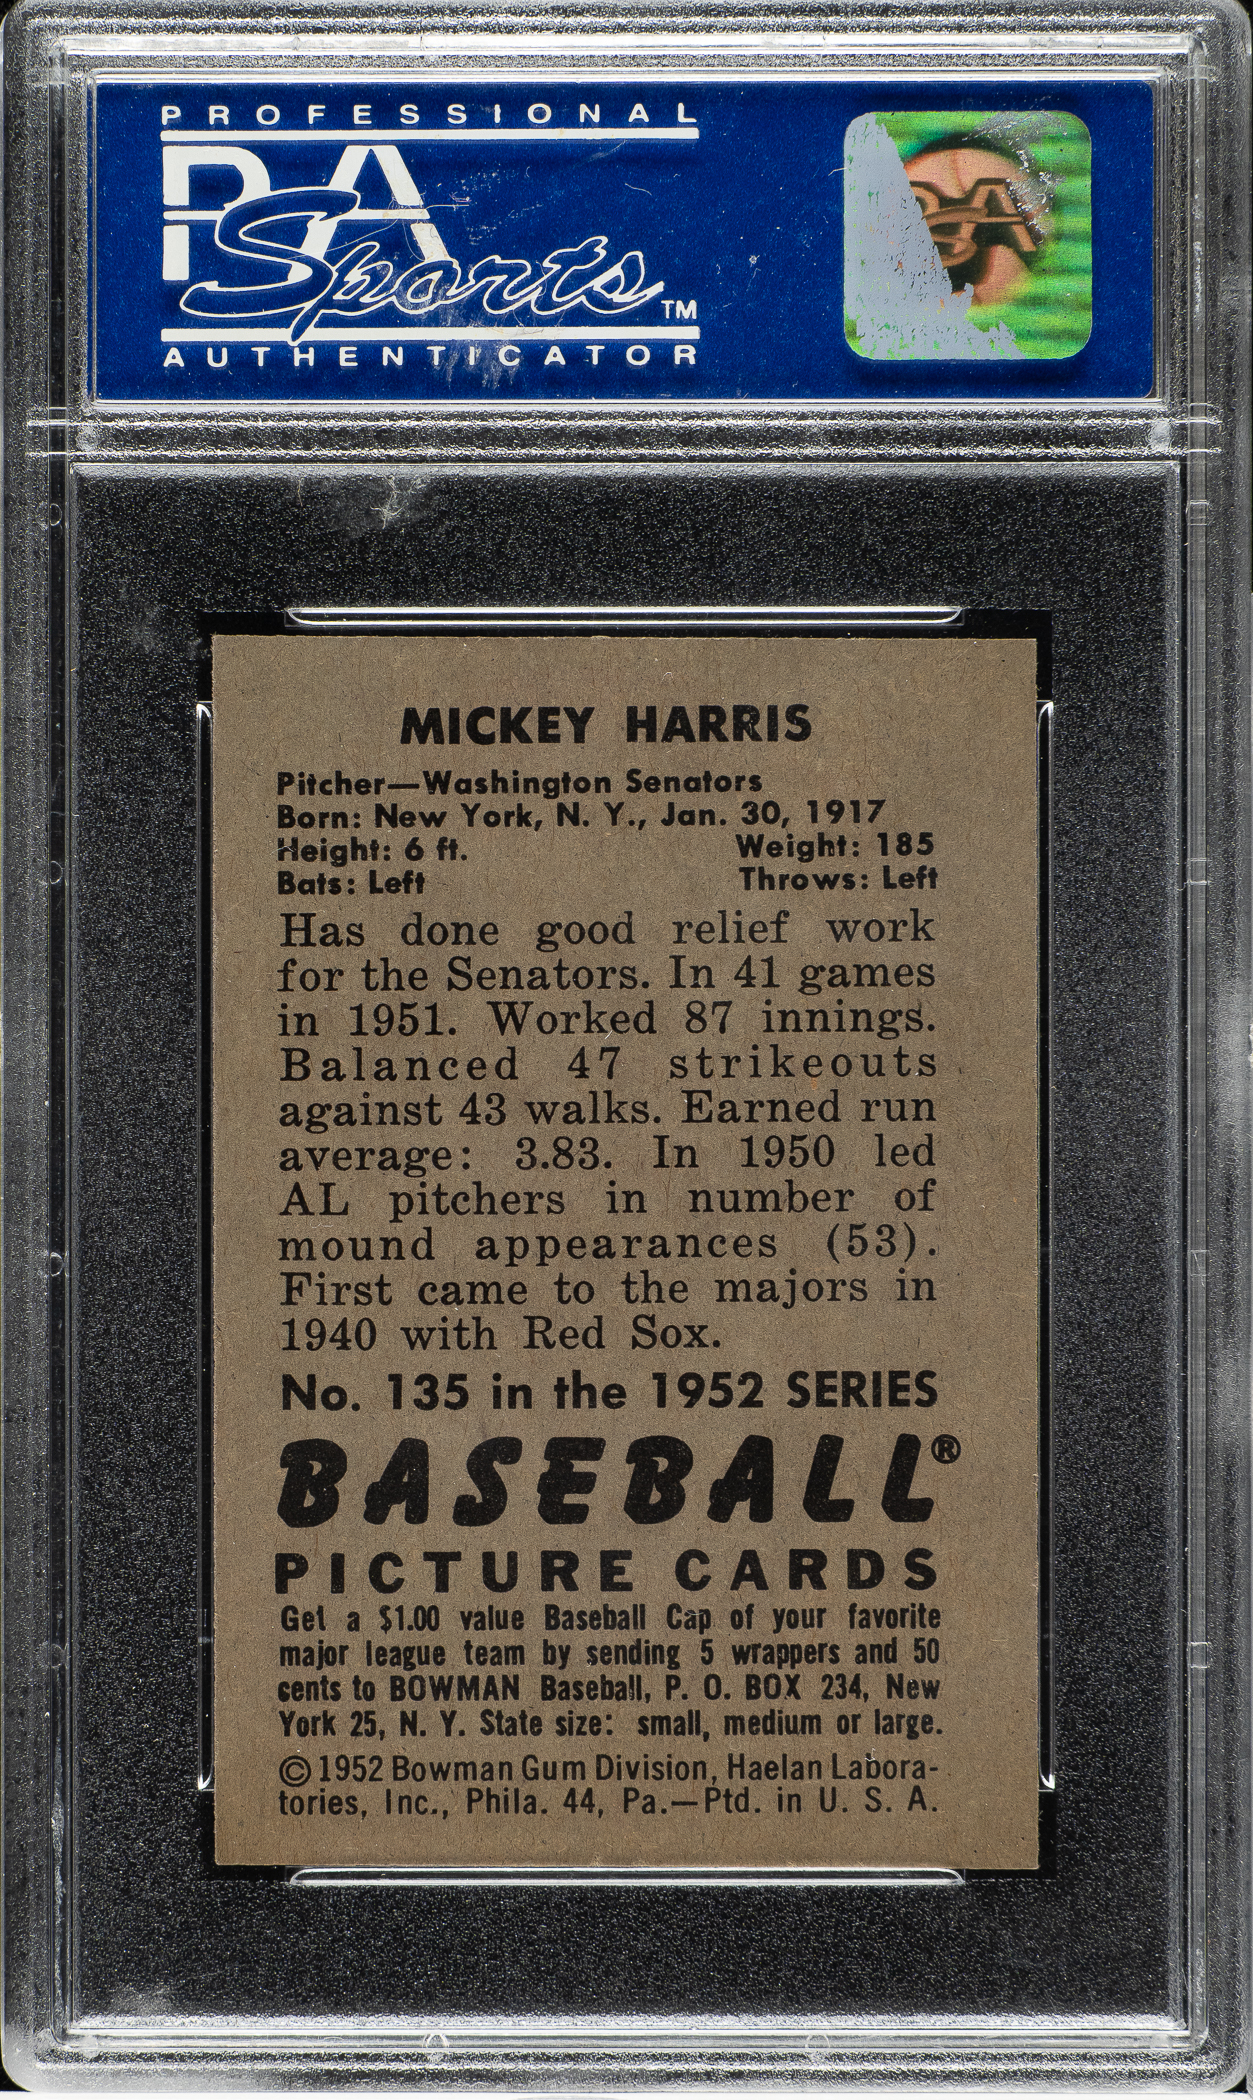 PROFESSIONAL
PSA
Sports™
AUTHENTICATOR
PSA
MICKEY HARRIS
Pitcher—Washington Senators
Born: New York, N. Y., Jan. 30, 1917
Height: 6 ft. Weight: 185
Bats: Left Throws: Left
Has done good relief work
for the Senators. In 41 games
in 1951. Worked 87 innings.
Balanced 47 strikeouts
against 43 walks. Earned run
average: 3.83. In 1950 led
AL pitchers in number of
mound appearances (53).
First came to the majors in
1940 with Red Sox.
No. 135 in the 1952 SERIES
BASEBALL®
PICTURE CARDS
Get a $1.00 value Baseball Cap of your favorite
major league team by sending 5 wrappers and 50
cents to BOWMAN Baseball, P. O. BOX 234, New
York 25, N. Y. State size: small, medium or large.
©1952 Bowman Gum Division, Haelan Labora-
tories, Inc., Phila. 44, Pa.—Ptd. in U. S. A.